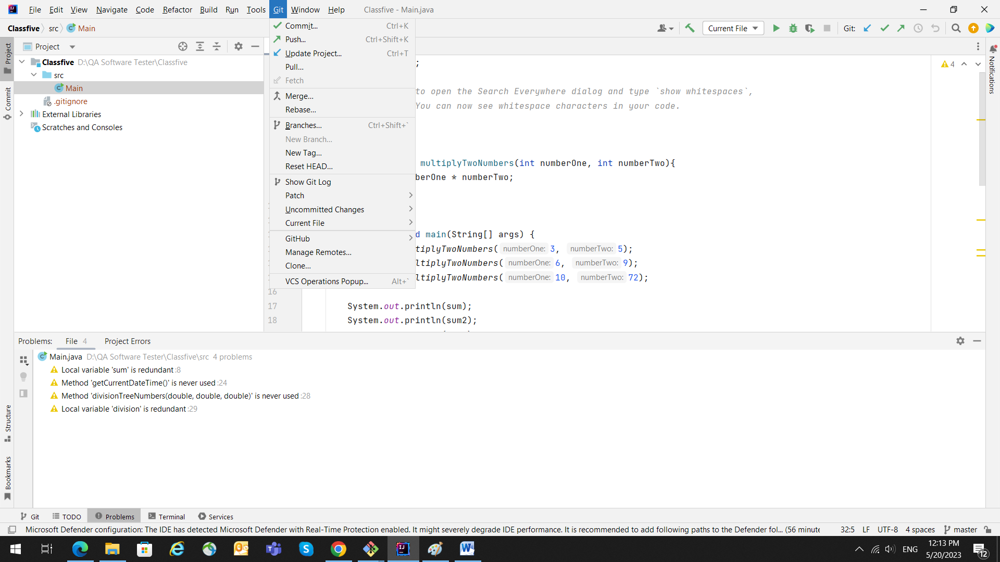 File Edit View Navigate Code Refactor Build Run Tools Git Window Help Classfive - Main.java
Classfive src Main Current File Git:
Project
Commit... Ctrl+K
Push... Ctrl+Shift+K
Update Project... Ctrl+T
Pull...
Fetch
Merge...
Rebase...
Branches... Ctrl+Shift+`
New Branch...
New Tag...
Reset HEAD...
Show Git Log
Patch
Uncommitted Changes
Current File
GitHub
Manage Remotes...
Clone...
VCS Operations Popup... Alt+`
Project
Commit
Structure
Bookmarks
Notifications
Classfive D:\QA Software Tester\Classfive
src
Main
.gitignore
External Libraries
Scratches and Consoles
;
4
to open the Search Everywhere dialog and type `show whitespaces`,
You can now see whitespace characters in your code.
multiplyTwoNumbers(int numberOne, int numberTwo){
berOne * numberTwo;
d main(String[] args) {
tiplyTwoNumbers( numberOne: 3, numberTwo: 5);
ltiplyTwoNumbers( numberOne: 6, numberTwo: 9);
ltiplyTwoNumbers( numberOne: 10, numberTwo: 72);
16
17 System.out.println(sum);
18 System.out.println(sum2);
Problems: File 4 Project Errors
Main.java D:\QA Software Tester\Classfive\src 4 problems
Local variable 'sum' is redundant :8
Method 'getCurrentDateTime()' is never used :24
Method 'divisionTreeNumbers(double, double, double)' is never used :28
Local variable 'division' is redundant :29
Git TODO Problems Terminal Services
Microsoft Defender configuration: The IDE has detected Microsoft Defender with Real-Time Protection enabled. It might severely degrade IDE performance. It is recommended to add following paths to the Defender fol... (56 minute 32:5 LF UTF-8 4 spaces master
ENG
12:13 PM
5/20/2023
12